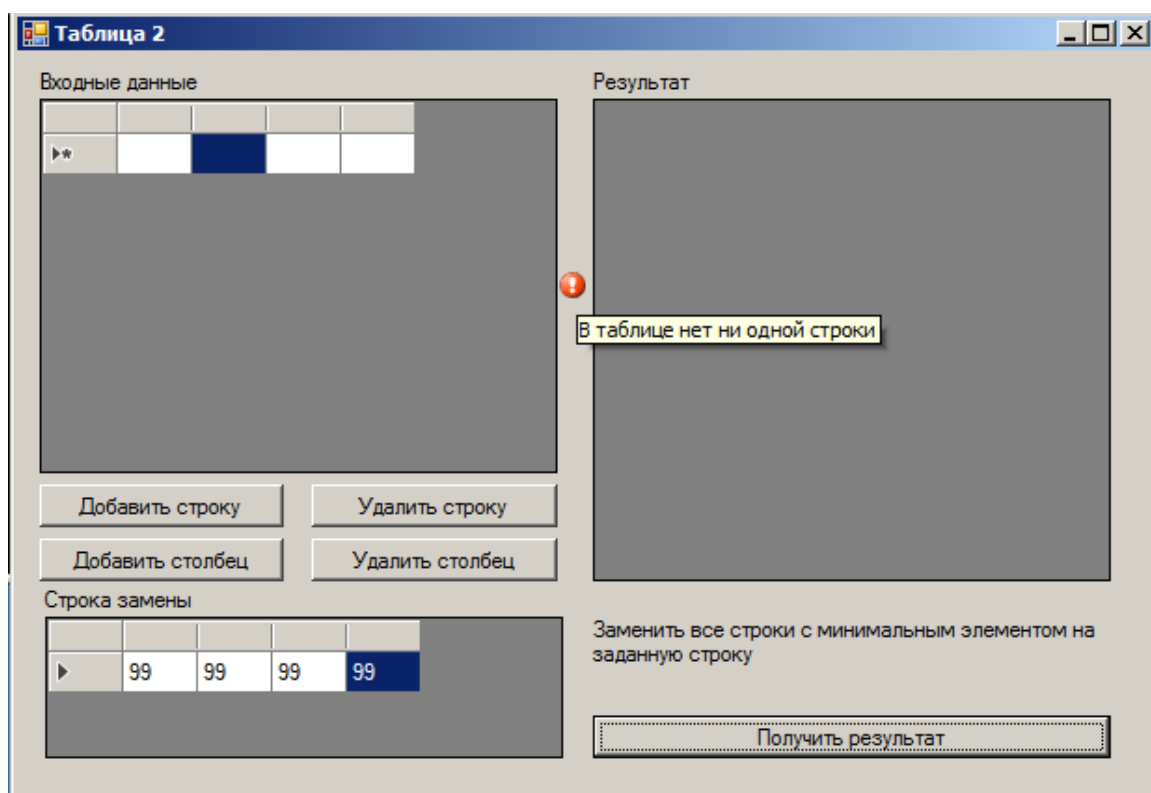 Таблица 2
Входные данные
Результат
В таблице нет ни одной строки
Добавить строку
Удалить строку
Добавить столбец
Удалить столбец
Строка замены
99 99 99 99
Заменить все строки с минимальным элементом на
заданную строку
Получить результат